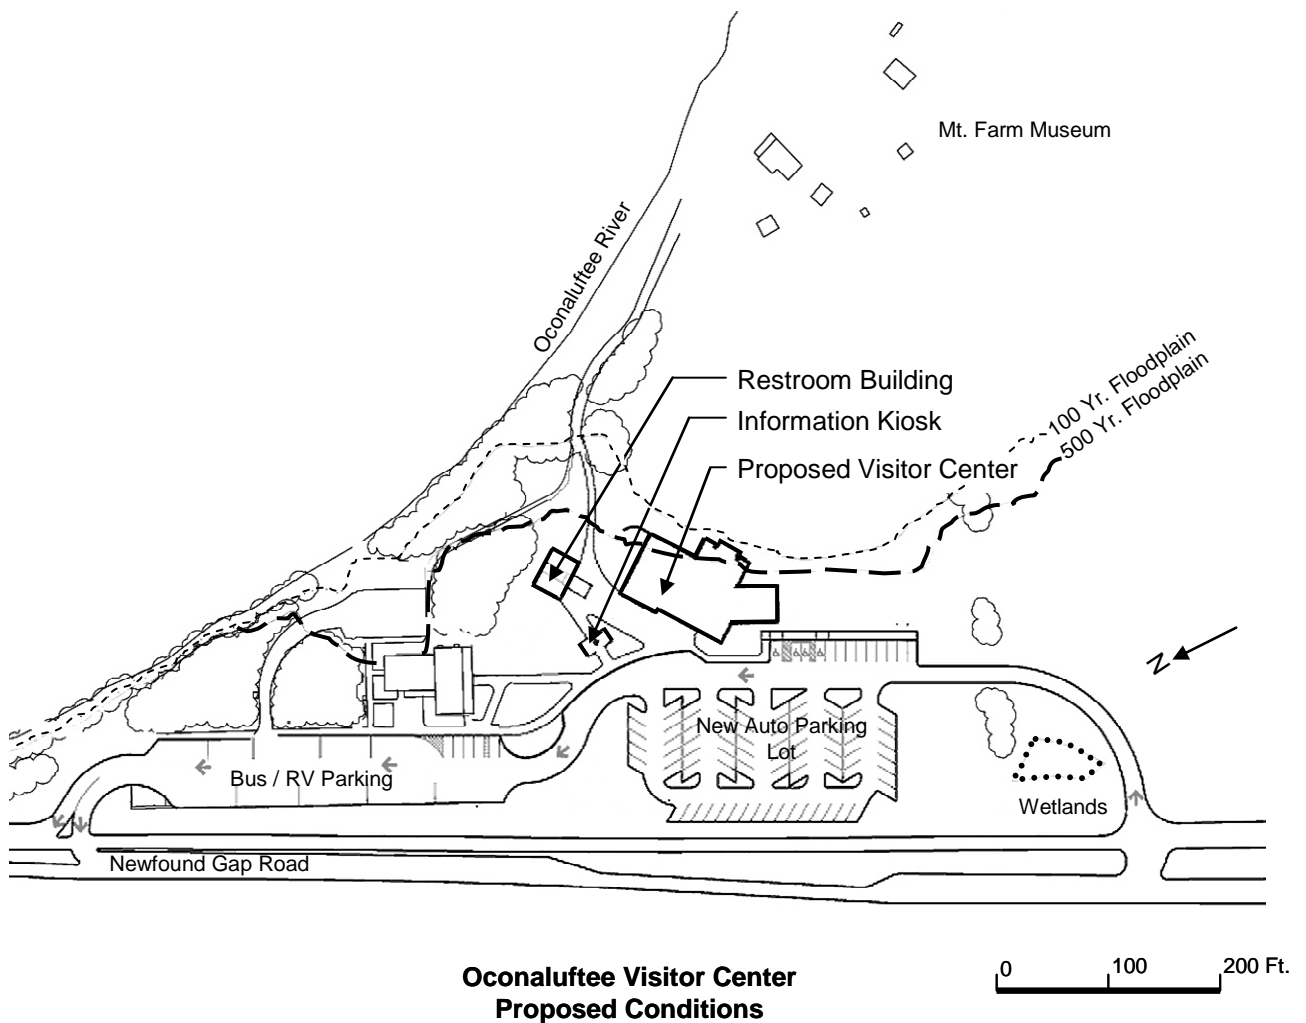 Mt. Farm Museum
Oconaluftee River
100 Yr. Floodplain
500 Yr. Floodplain
Restroom Building
Information Kiosk
Proposed Visitor Center
N
New Auto Parking
Lot
Bus / RV Parking
Wetlands
Newfound Gap Road
Oconaluftee Visitor Center
Proposed Conditions
0 100 200 Ft.